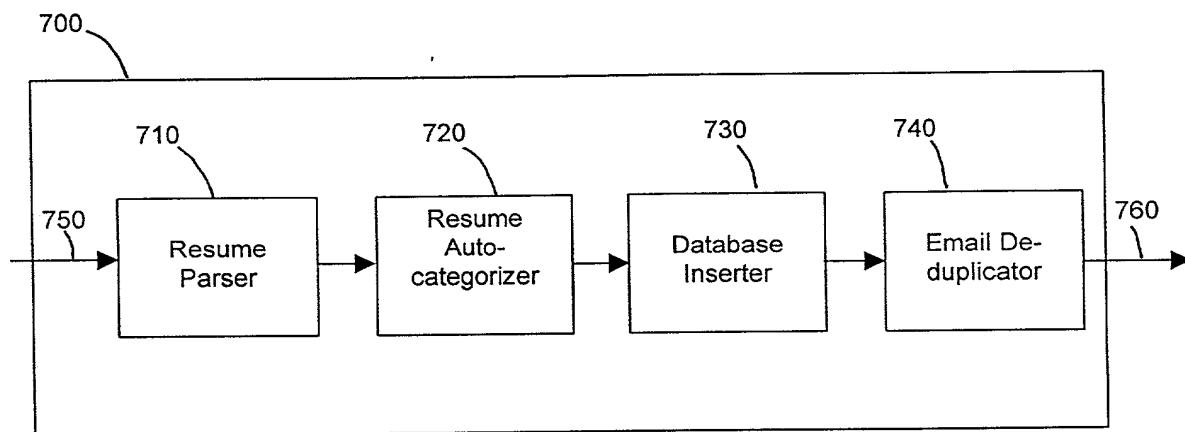 700
710
720
730
740
750
760
Resume
Parser
Resume
Auto-
categorizer
Database
Inserter
Email De-
duplicator